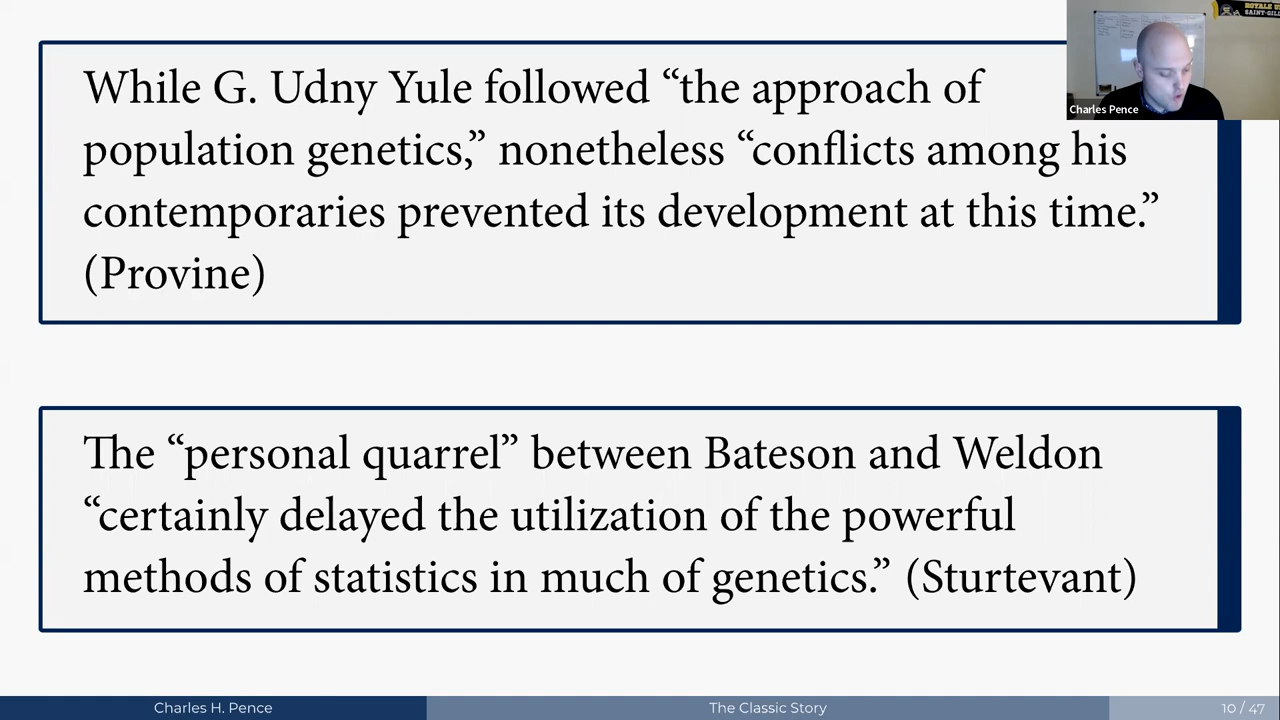 While G. Udny Yule followed “the approach of
population genetics,” nonetheless “conflicts among his
contemporaries prevented its development at this time.”
(Provine)
The “personal quarrel” between Bateson and Weldon
“certainly delayed the utilization of the powerful
methods of statistics in much of genetics.” (Sturtevant)
Charles Pence
Charles H. Pence
The Classic Story
10 / 47